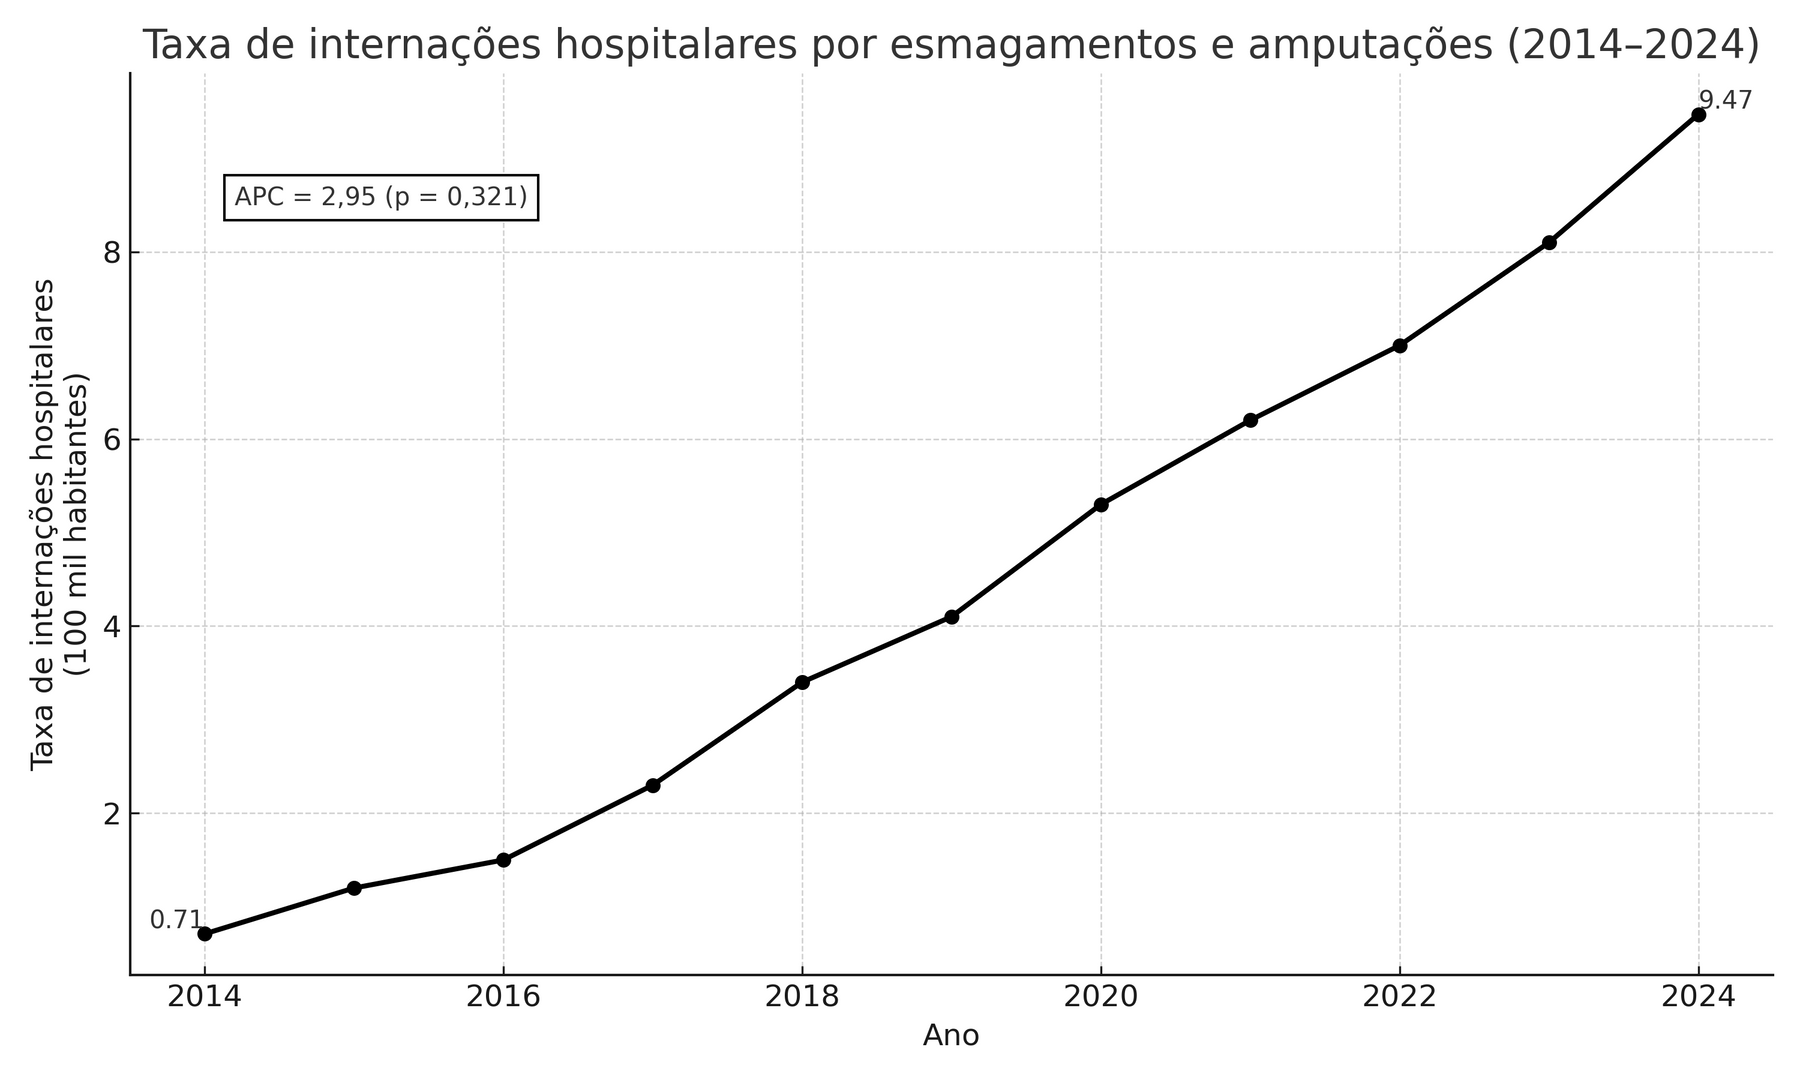 Taxa de internações hospitalares por esmagamentos e amputações (2014–2024)
9.47
APC = 2,95 (p = 0,321)
8
6
4
2
Taxa de internações hospitalares
(100 mil habitantes)
0.71
2014
2016
2018
2020
2022
2024
Ano